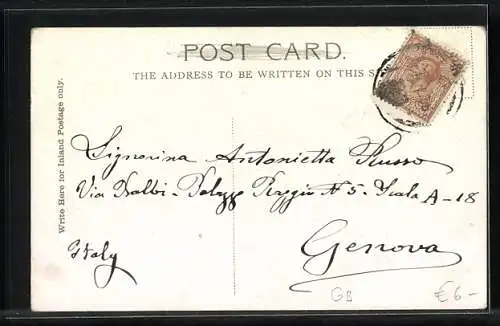 POST CARD.
THE ADDRESS TO BE WRITTEN ON THIS S
Write Here for Inland Postage only.
Signorina Antonietta Russo
Via Balbi - Palazzo Reggio N 5 - Scala A-18
Genova
Italy
GB
€ 6-